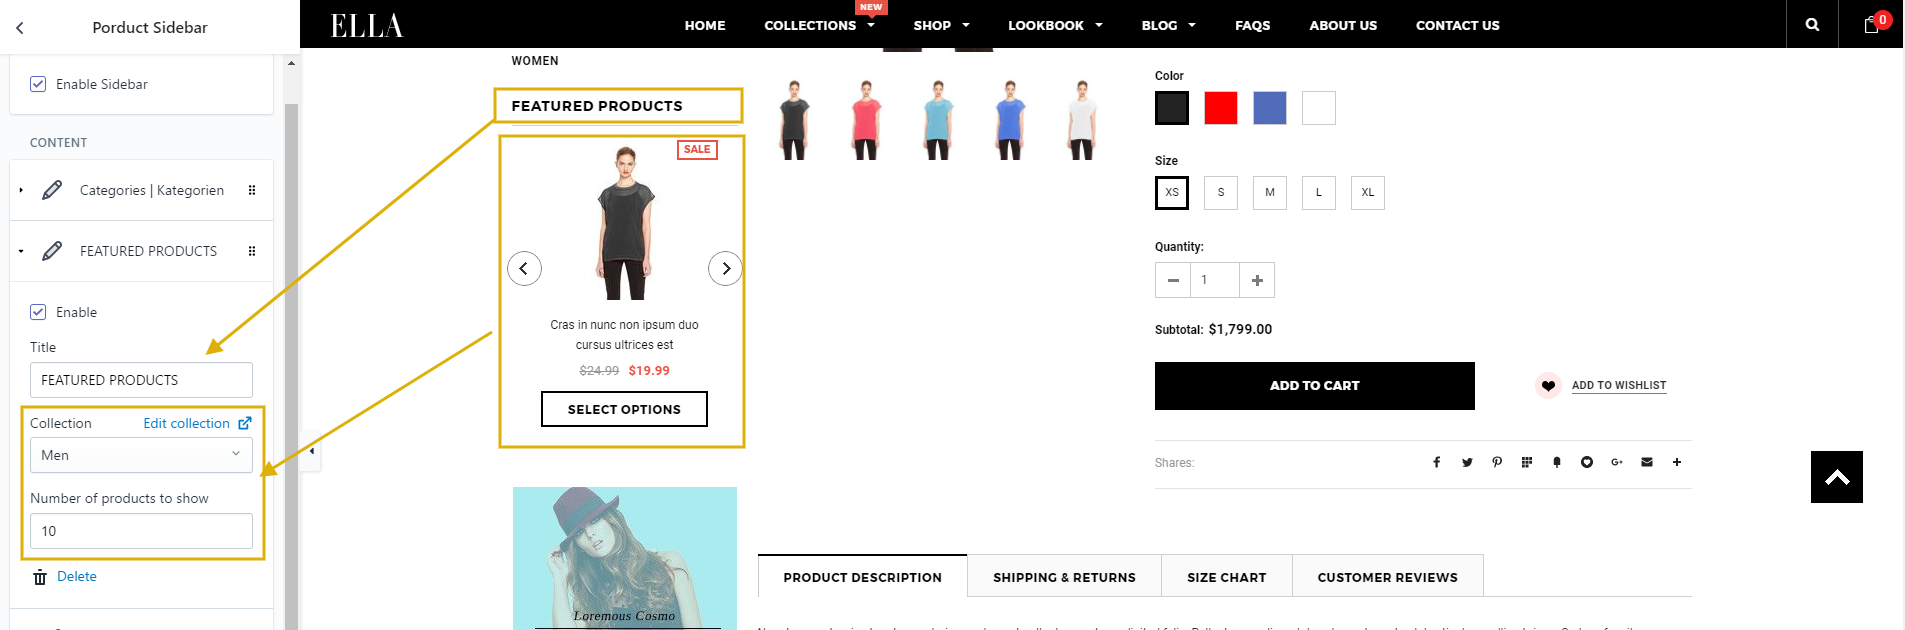 Porduct Sidebar
Enable Sidebar
CONTENT
Categories | Kategorien
FEATURED PRODUCTS
Enable
Title
FEATURED PRODUCTS
Collection Edit collection
Men
Number of products to show
10
Delete
ELLA
HOME COLLECTIONS NEW SHOP LOOKBOOK BLOG FAQS ABOUT US CONTACT US
0
WOMEN
FEATURED PRODUCTS
SALE
Cras in nunc non ipsum duo
cursus ultrices est
$24.99 $19.99
SELECT OPTIONS
Loremous Cosmo
Color
Size
XS S M L XL
Quantity:
1
Subtotal: $1,799.00
ADD TO CART
ADD TO WISHLIST
Shares:
G+
PRODUCT DESCRIPTION SHIPPING & RETURNS SIZE CHART CUSTOMER REVIEWS